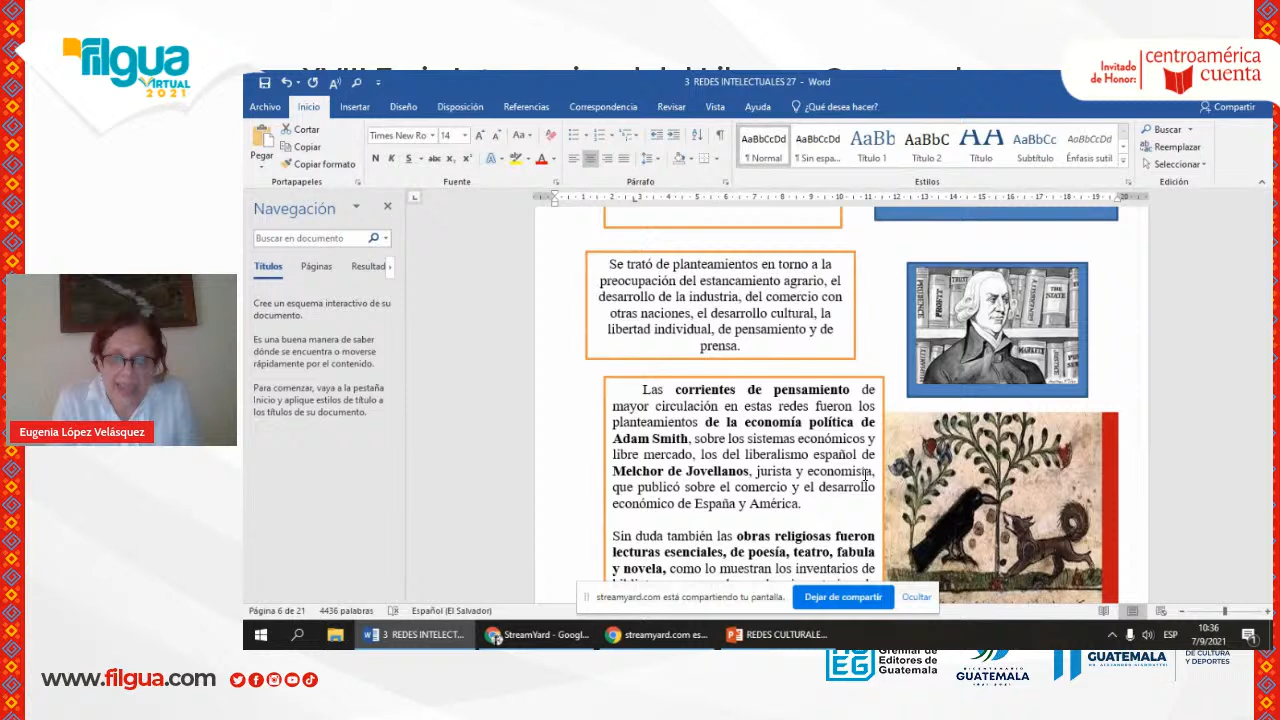 filgua
VIRTUAL
2021
Invitado
de Honor:
centroamérica
cuenta
3 REDES INTELECTUALES 27 - Word
Archivo Inicio Insertar Diseño Disposición Referencias Correspondencia Revisar Vista Ayuda ¿Qué desea hacer? Compartir
Pegar
Cortar
Copiar
Copiar formato
Portapapeles
Times New Ro 14
N K S abc
Fuente
Párrafo
AaBbCcDd AaBbCcDd AaBb AaBbC AA AaBbCc AaBbCcDd
¶ Normal ¶ Sin espa... Título 1 Título 2 Título Subtítulo Énfasis sutil
Estilos
Buscar
Reemplazar
Seleccionar
Edición
Navegación
Buscar en documento
Títulos Páginas Resultad
Cree un esquema interactivo de su
documento.
Es una buena manera de saber
dónde se encuentra o moverse
rápidamente por el contenido.
Para comenzar, vaya a la pestaña
Inicio y aplique estilos de título a
los títulos de su documento.
Se trató de planteamientos en torno a la
preocupación del estancamiento agrario, el
desarrollo de la industria, del comercio con
otras naciones, el desarrollo cultural, la
libertad individual, de pensamiento y de
prensa.
Las corrientes de pensamiento de
mayor circulación en estas redes fueron los
planteamientos de la economía política de
Adam Smith, sobre los sistemas económicos y
libre mercado, los del liberalismo español de
Melchor de Jovellanos, jurista y economista,
que publicó sobre el comercio y el desarrollo
económico de España y América.
Sin duda también las obras religiosas fueron
lecturas esenciales, de poesía, teatro, fabula
y novela, como lo muestran los inventarios de
PROFIT
THE STATE
MARKET
Eugenia López Velásquez
streamyard.com está compartiendo tu pantalla. Dejar de compartir Ocultar
Página 6 de 21 4436 palabras Español (El Salvador)
3 REDES INTELECT... StreamYard - Googl... streamyard.com es... REDES CULTURALE... ESP 10:36
7/9/2021
www.filgua.com
Gremial de
Editores de
Guatemala
BICENTENARIO
GUATEMALA
GUATEMALA
DE CULTURA
Y DEPORTES